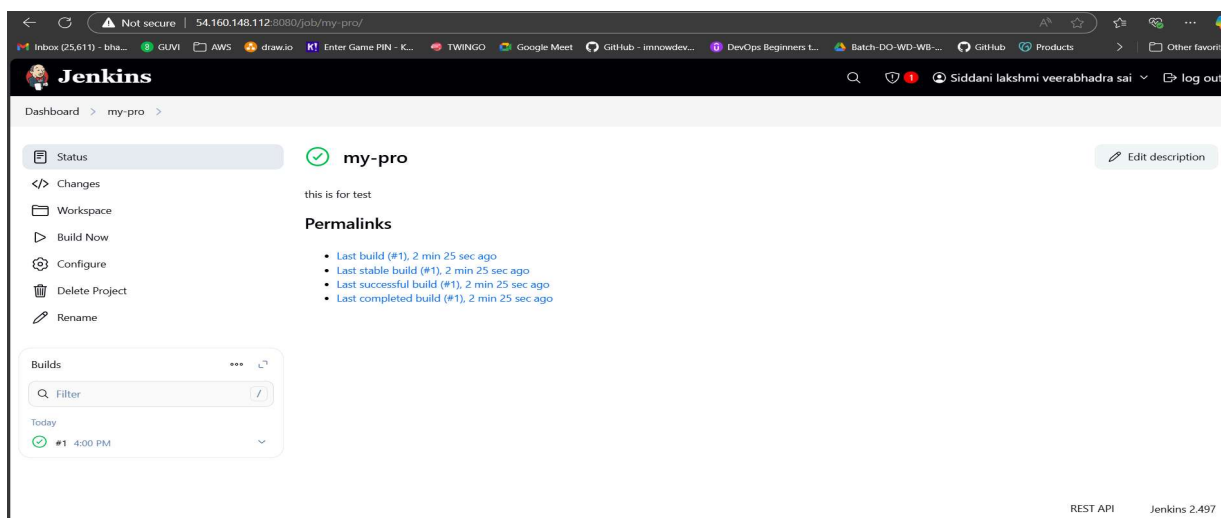 Not secure | 54.160.148.112:8080/job/my-pro/
Inbox (25,611) - bha... GUVI AWS draw.io K! Enter Game PIN - K... TWINGO Google Meet GitHub - imnowdev... DevOps Beginners t... Batch-DO-WD-WB-... GitHub Products Other favorit
Jenkins
1 Siddani lakshmi veerabhadra sai log out
Dashboard > my-pro >
Status
my-pro
Edit description
Changes
Workspace
Build Now
Configure
Delete Project
Rename
this is for test
Permalinks
Last build (#1), 2 min 25 sec ago
Last stable build (#1), 2 min 25 sec ago
Last successful build (#1), 2 min 25 sec ago
Last completed build (#1), 2 min 25 sec ago
Builds
Filter /
Today
#1 4:00 PM
REST API Jenkins 2.497